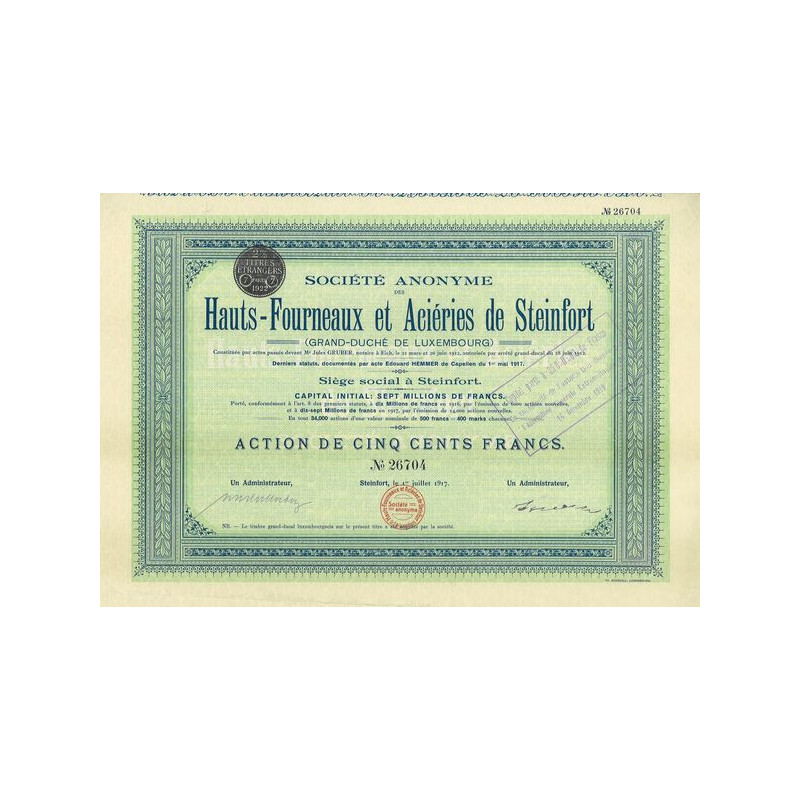 № 26704
2%
TITRES
ETRANGERS
7 PARIS 7
1922
SOCIÉTÉ ANONYME
DES
Hauts-Fourneaux et Aciéries de Steinfort
(GRAND-DUCHÉ DE LUXEMBOURG)
Constituée par actes passés devant Me Jules GRUBER, notaire à Eich, le 21 mars et 26 juin 1912, autorisés par arrêté grand-ducal du 28 juin 1912.
Derniers statuts, documentés par acte Edouard HEMMER de Capellen du 1er mai 1917.
Siège social à Steinfort.
CAPITAL INITIAL: SEPT MILLIONS DE FRANCS.
Porté, conformément à l'art. 8 des premiers statuts, à dix Millions de francs en 1916, par l'émission de 6000 actions nouvelles,
et à dix-sept Millions de francs en 1917, par l'émission de 14,000 actions nouvelles.
En tout 34,000 actions d'une valeur nominale de 500 francs = 400 marks chacune.
ACTION DE CINQ CENTS FRANCS.
№ 26704
Un Administrateur,
Steinfort, le 1er juillet 1917.
Un Administrateur,
Société
anonyme
NB. - Le timbre grand-ducal luxembourgeois sur le présent titre a été acquitté par la société.